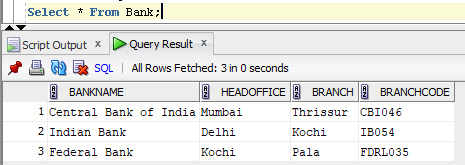 Select * From Bank;
Script Output × Query Result ×
SQL | All Rows Fetched: 3 in 0 seconds
BANKNAME HEADOFFICE BRANCH BRANCHCODE
1 Central Bank of India Mumbai Thrissur CBI046
2 Indian Bank Delhi Kochi IB054
3 Federal Bank Kochi Pala FDRL035